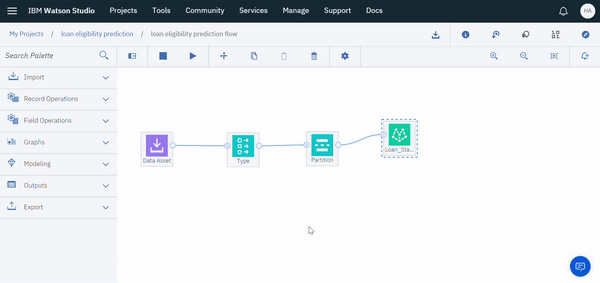 IBM Watson Studio Projects Tools Community Services Manage Support Docs HA
My Projects / loan eligibility prediction / loan eligibility prediction flow
Search Palette
Import
Record Operations
Field Operations
Graphs
Modeling
Outputs
Export
Data Asset
Type
Partition
Loan_Sta...